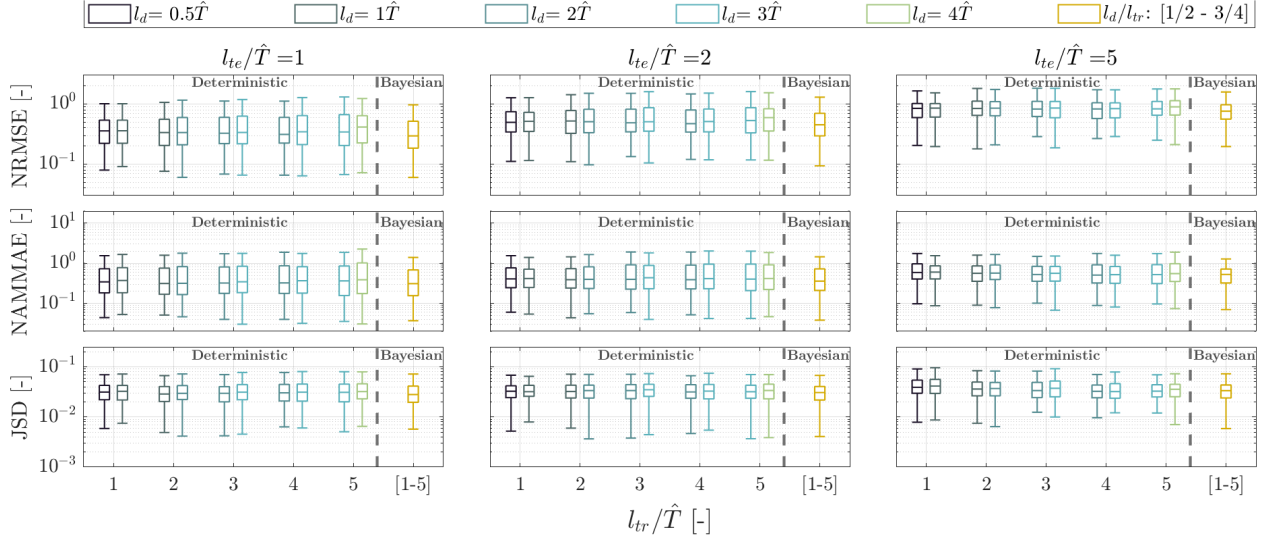 l_d= 0.5T̂ l_d= 1T̂ l_d= 2T̂ l_d= 3T̂ l_d= 4T̂ l_d/l_tr: [1/2 - 3/4]
l_te/T̂ =1 l_te/T̂ =2 l_te/T̂ =5
Deterministic Bayesian Deterministic Bayesian Deterministic Bayesian
NRMSE [-]
10^0
10^-1
Deterministic Bayesian Deterministic Bayesian Deterministic Bayesian
NAMMAE [-]
10^1
10^0
10^-1
Deterministic Bayesian Deterministic Bayesian Deterministic Bayesian
JSD [-]
10^-1
10^-2
10^-3
1 2 3 4 5 [1-5] 1 2 3 4 5 [1-5] 1 2 3 4 5 [1-5]
l_tr/T̂ [-]